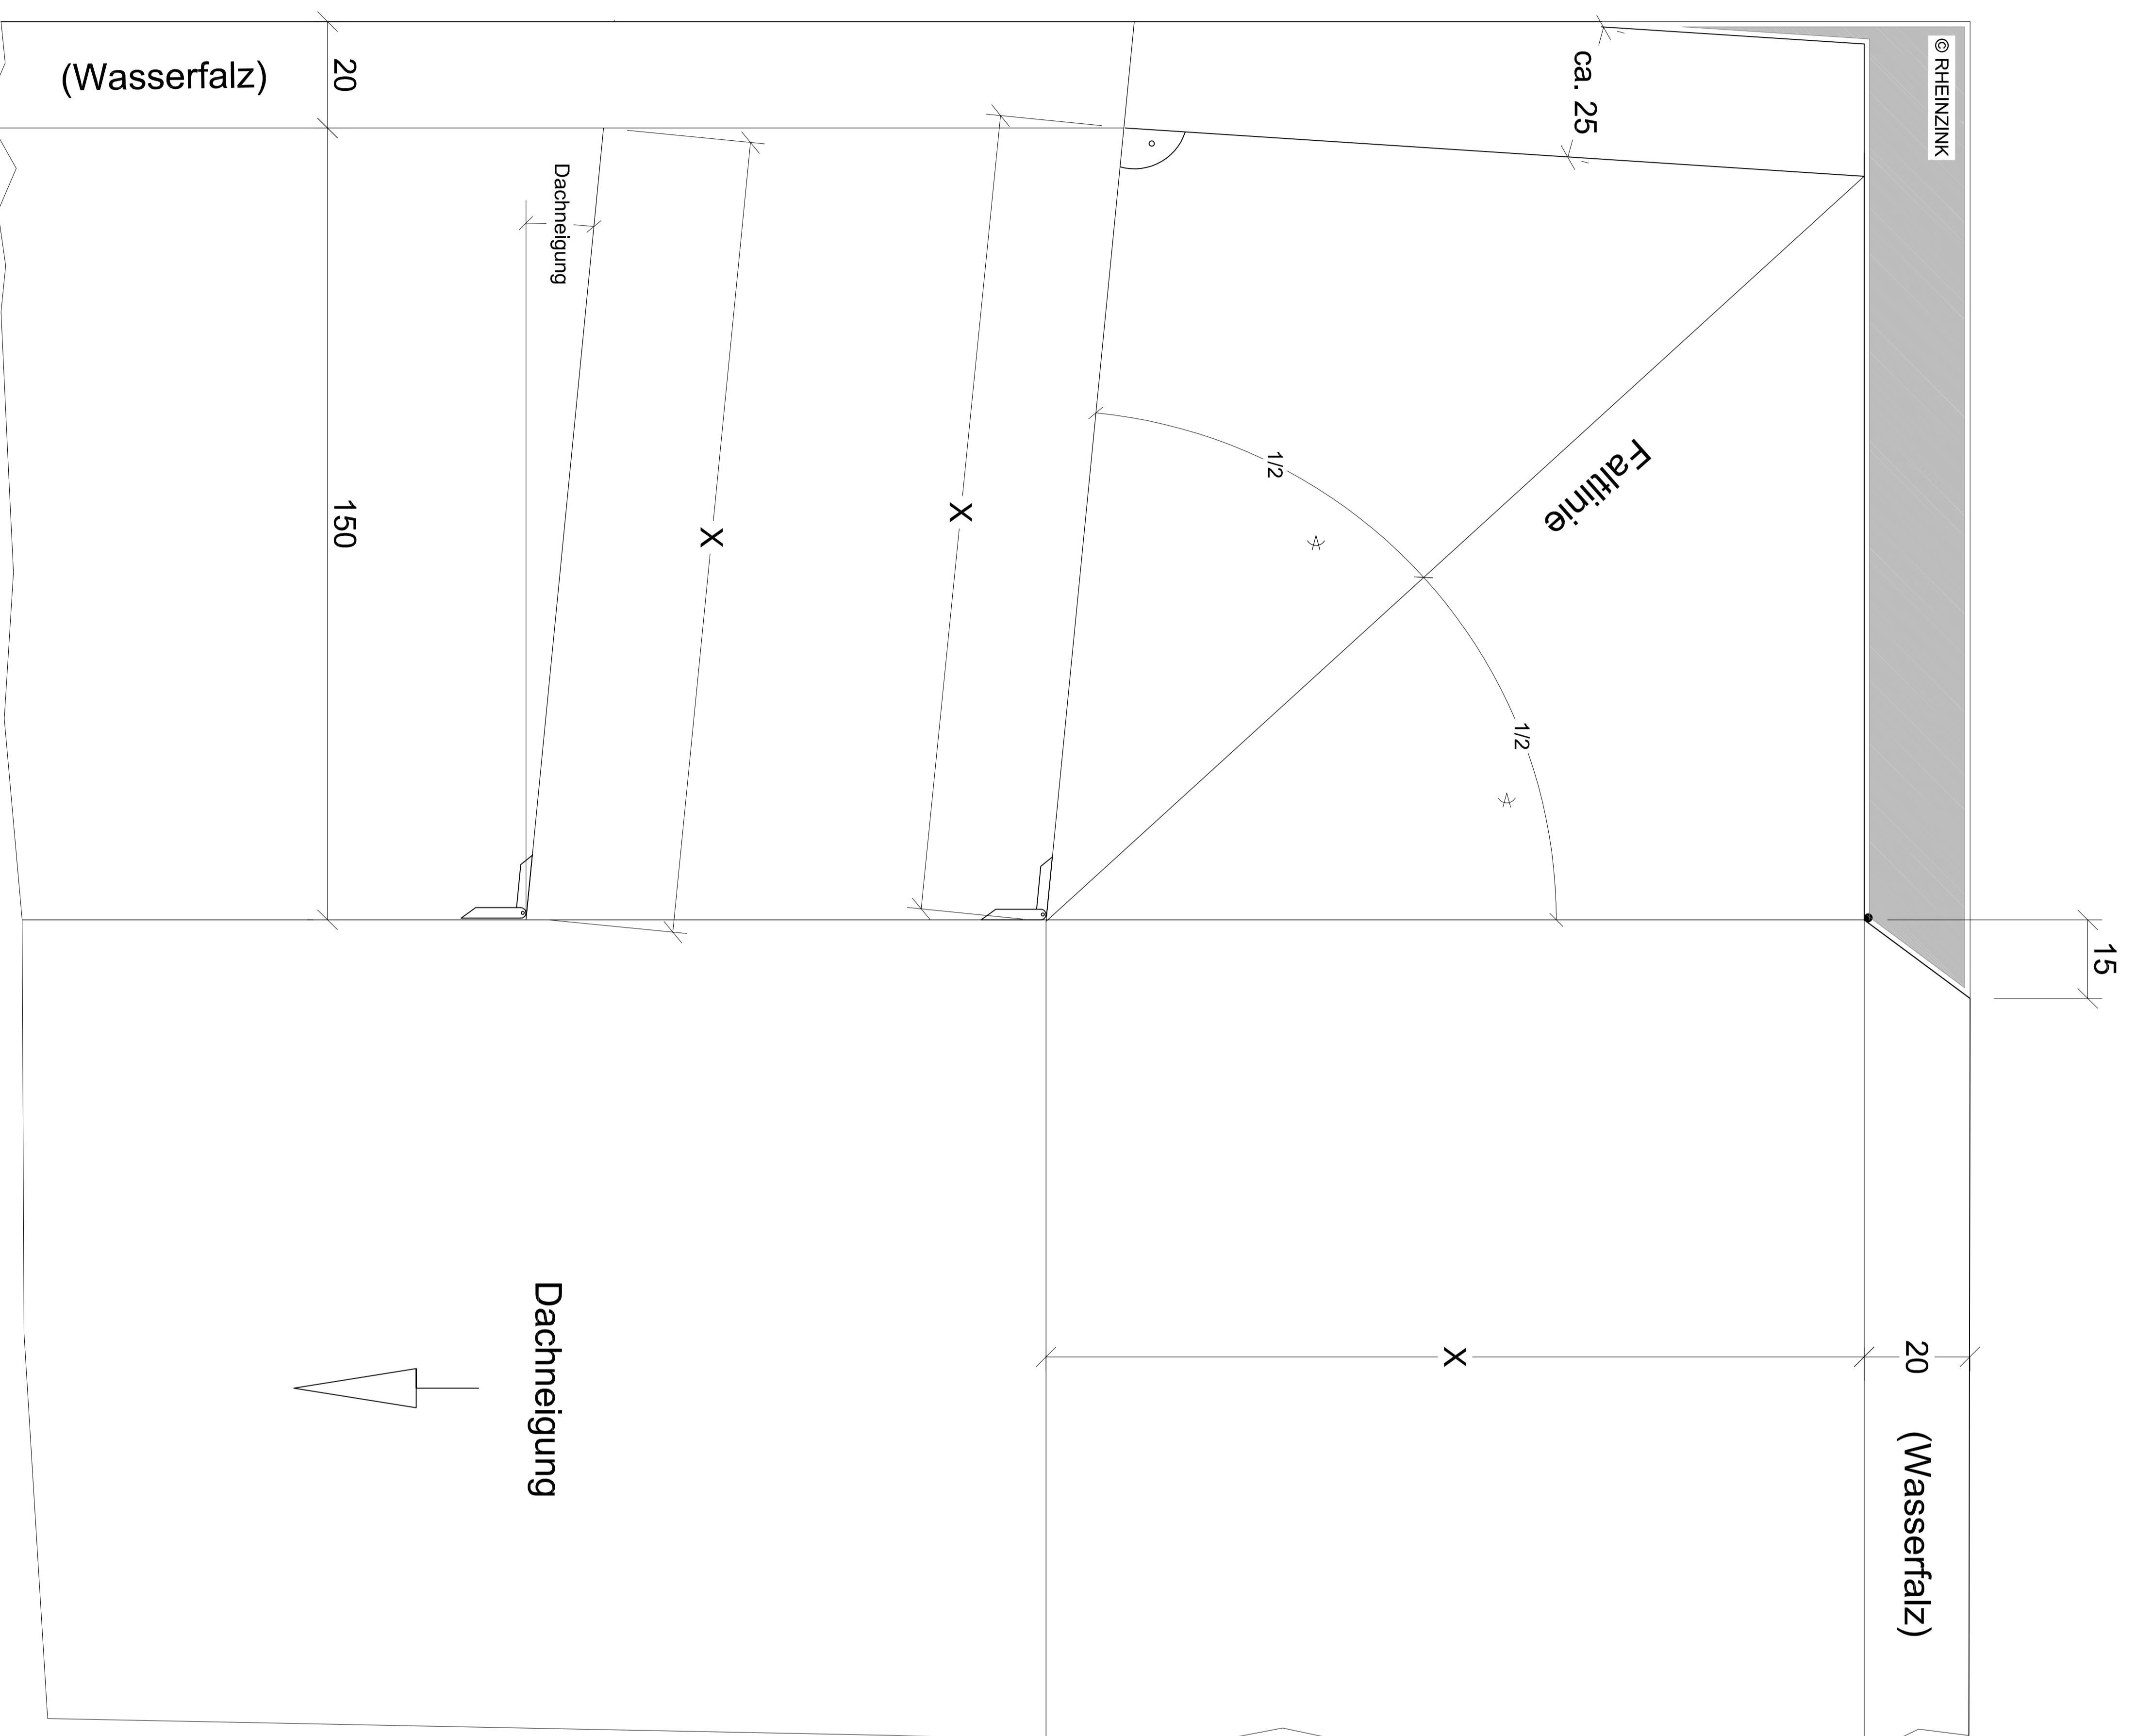 © RHEINZINK
(Wasserfalz)
20
ca. 25
Dachneigung
150
X
X
1/2
1/2
Faltlinie
15
Dachneigung
X
20
(Wasserfalz)